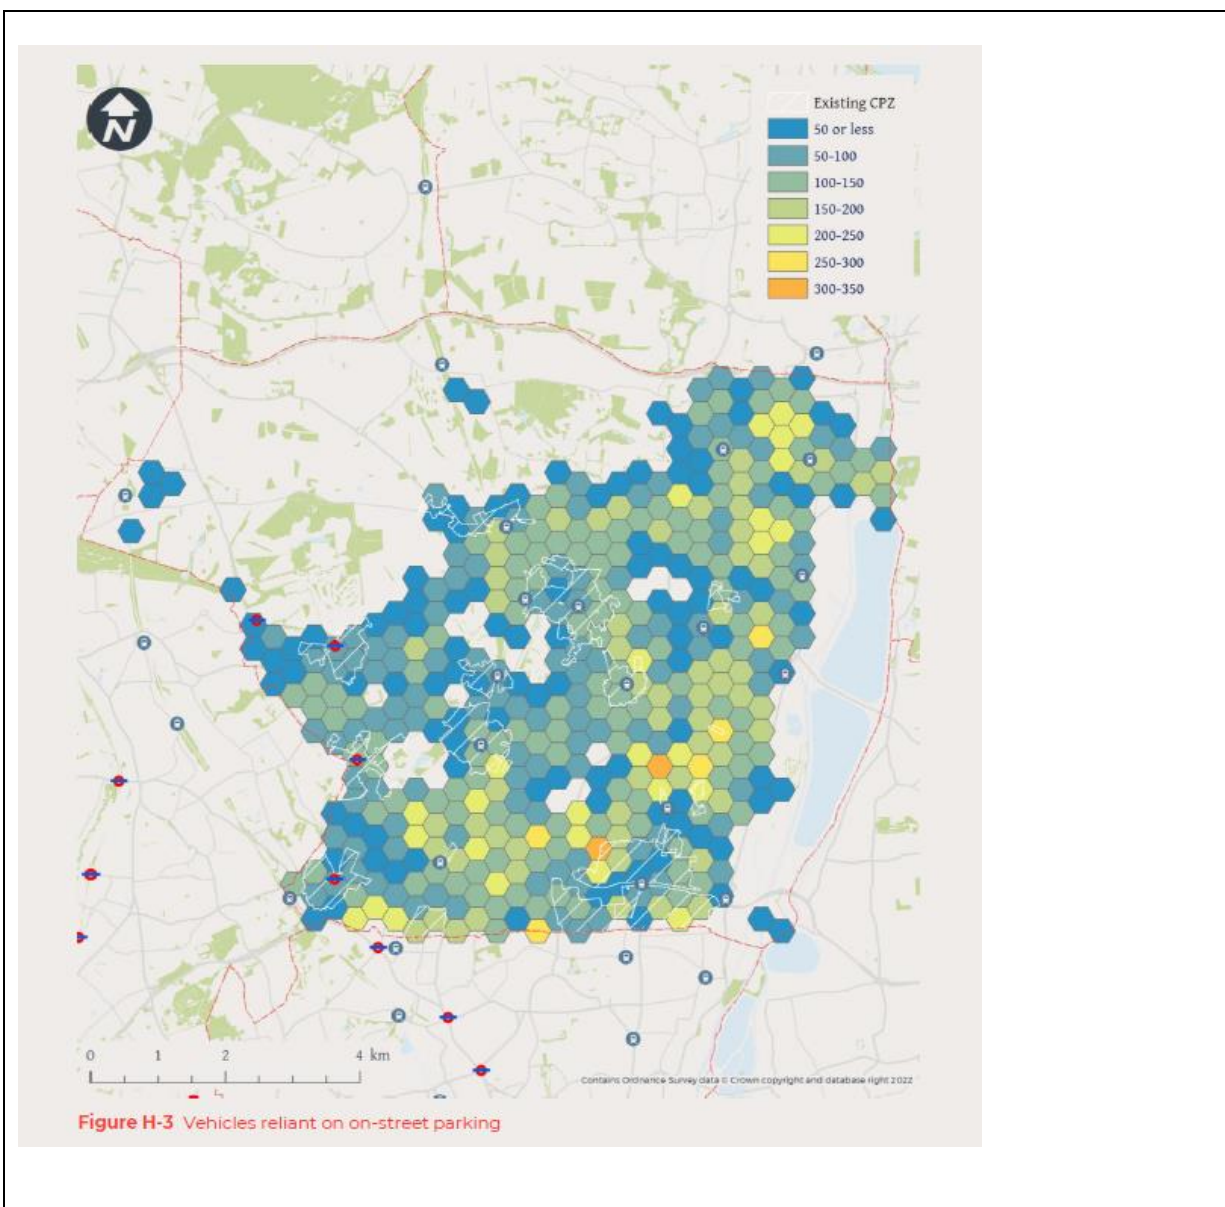 N
Existing CPZ
50 or less
50-100
100-150
150-200
200-250
250-300
300-350
0 1 2 4 km
Contains Ordnance Survey data © Crown copyright and database right 2022
Figure H-3 Vehicles reliant on on-street parking